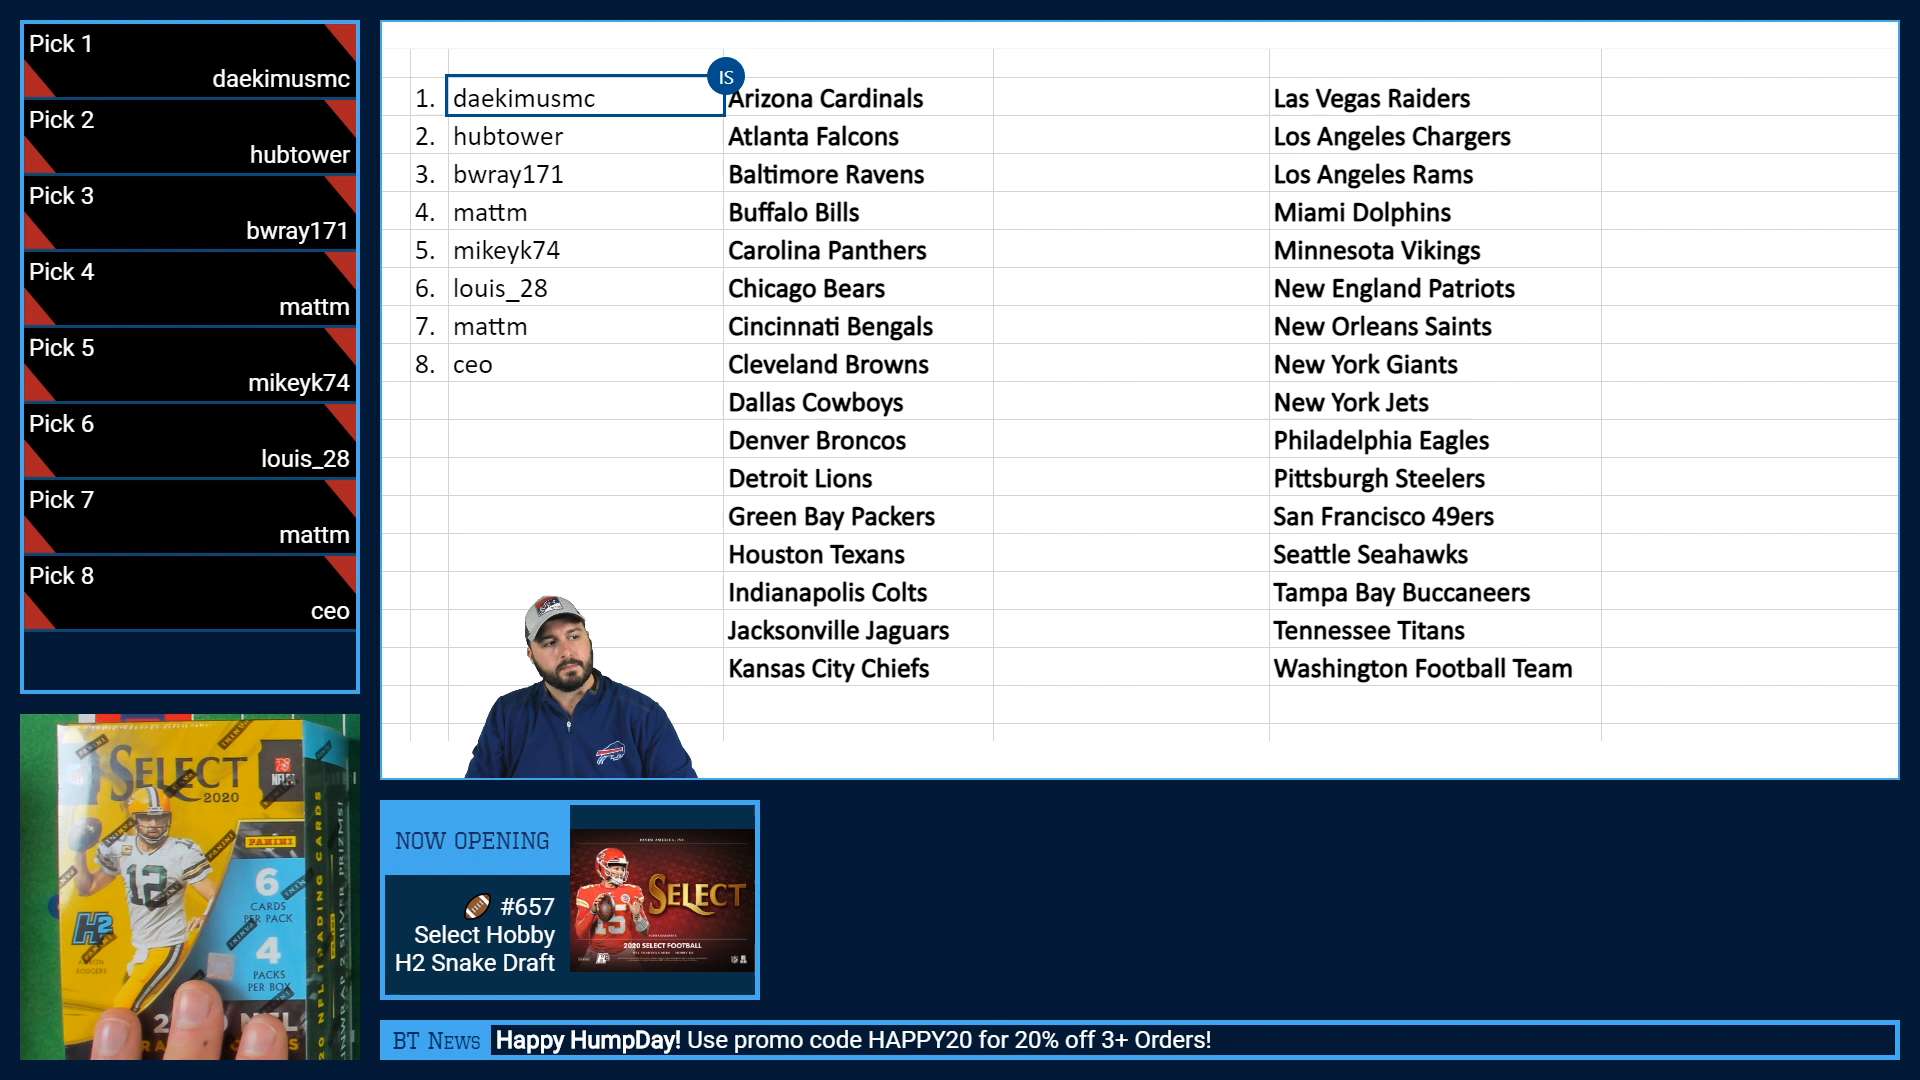 Pick 1
daekimusmc
Pick 2
hubtower
Pick 3
bwray171
Pick 4
mattm
Pick 5
mikeyk74
Pick 6
louis_28
Pick 7
mattm
Pick 8
ceo
IS
1. daekimusmc Arizona Cardinals Las Vegas Raiders
2. hubtower Atlanta Falcons Los Angeles Chargers
3. bwray171 Baltimore Ravens Los Angeles Rams
4. mattm Buffalo Bills Miami Dolphins
5. mikeyk74 Carolina Panthers Minnesota Vikings
6. louis_28 Chicago Bears New England Patriots
7. mattm Cincinnati Bengals New Orleans Saints
8. ceo Cleveland Browns New York Giants
Dallas Cowboys New York Jets
Denver Broncos Philadelphia Eagles
Detroit Lions Pittsburgh Steelers
Green Bay Packers San Francisco 49ers
Houston Texans Seattle Seahawks
Indianapolis Colts Tampa Bay Buccaneers
Jacksonville Jaguars Tennessee Titans
Kansas City Chiefs Washington Football Team
SELECT
2020
PANINI
12
6
CARDS
PER PACK
H2
4
PACKS
PER BOX
RODGERS
NFL TRADING CARDS
NOW OPENING
#657
Select Hobby
H2 Snake Draft
SELECT
15
2020 SELECT FOOTBALL
BT NEWS Happy HumpDay! Use promo code HAPPY20 for 20% off 3+ Orders!